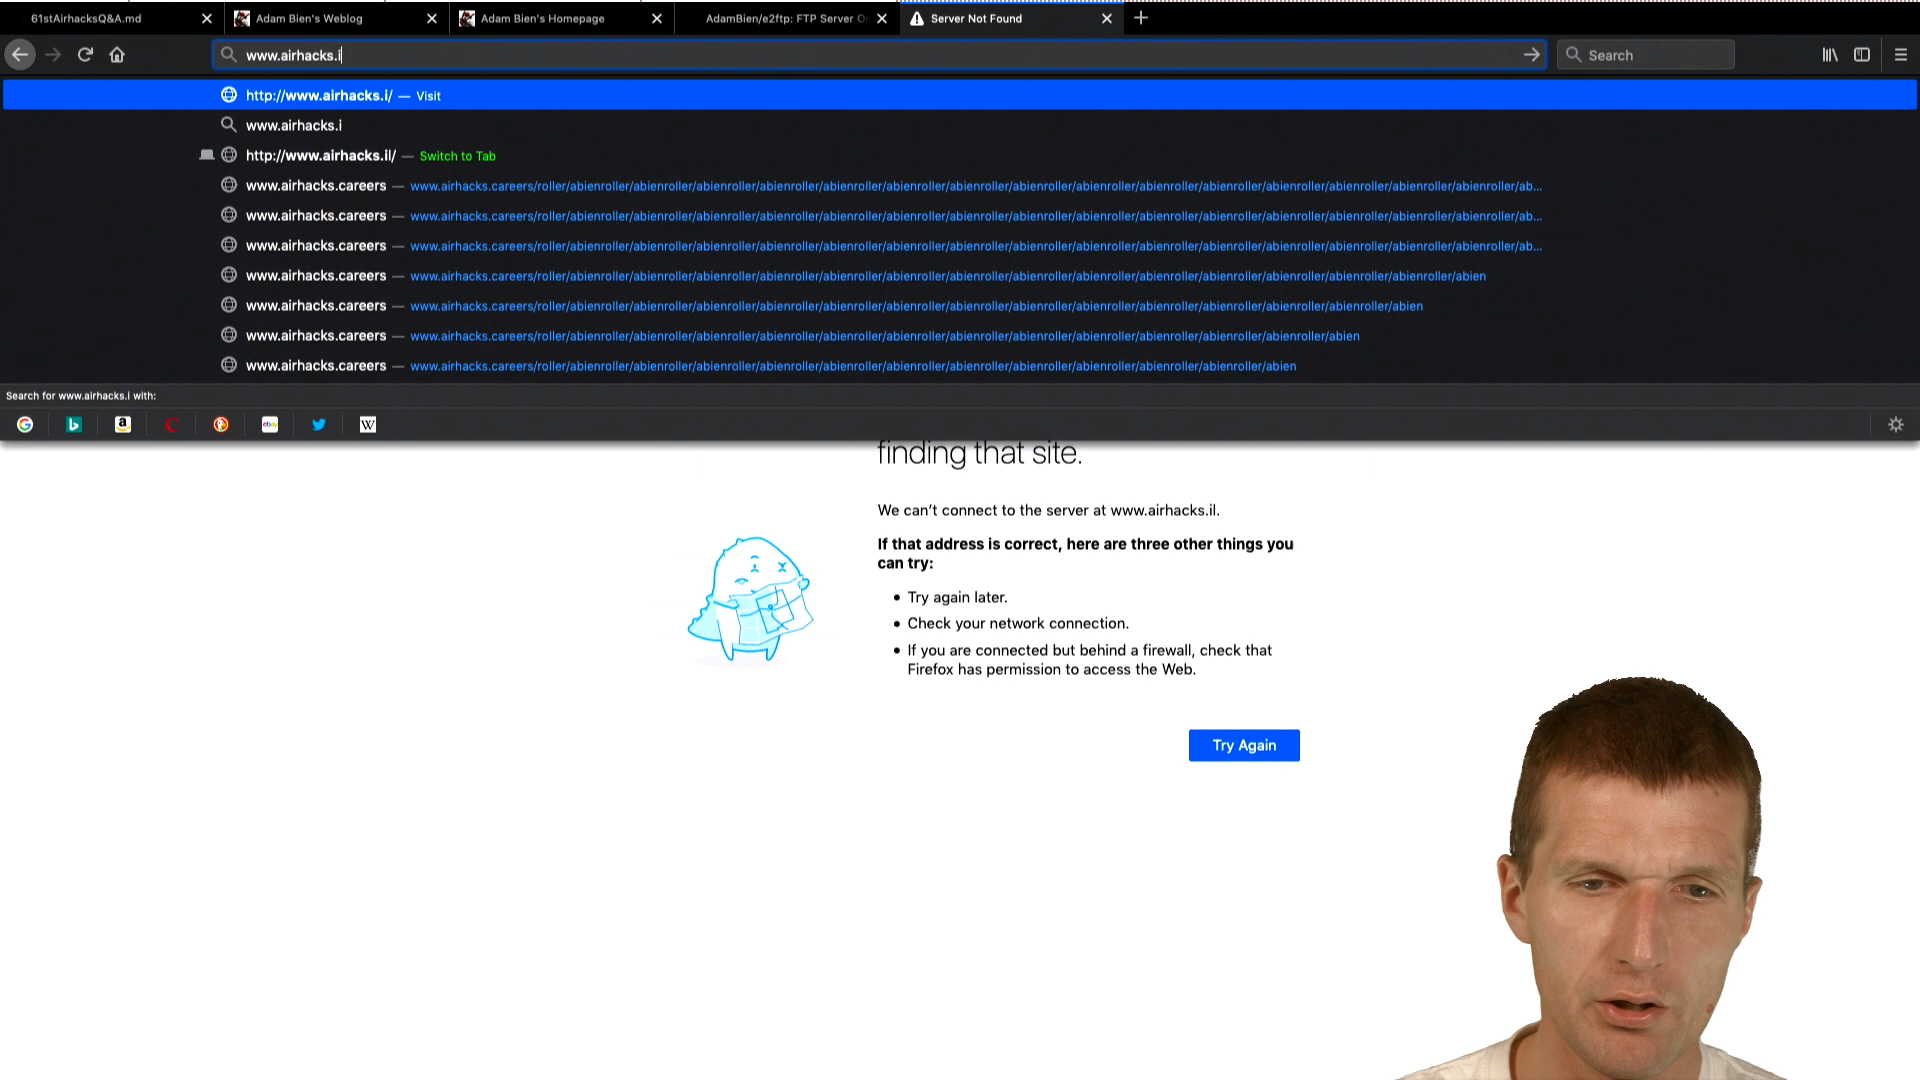 61stAirhacksQ&A.md
Adam Bien's Weblog
Adam Bien's Homepage
AdamBien/e2ftp: FTP Server O
Server Not Found
www.airhacks.i
Search
http://www.airhacks.i/ — Visit
www.airhacks.i
http://www.airhacks.il/ — Switch to Tab
www.airhacks.careers — www.airhacks.careers/roller/abienroller/abienroller/abienroller/abienroller/abienroller/abienroller/abienroller/abienroller/abienroller/abienroller/abienroller/abienroller/abienroller/abienroller/abienroller/ab...
www.airhacks.careers — www.airhacks.careers/roller/abienroller/abienroller/abienroller/abienroller/abienroller/abienroller/abienroller/abienroller/abienroller/abienroller/abienroller/abienroller/abienroller/abienroller/abienroller/ab...
www.airhacks.careers — www.airhacks.careers/roller/abienroller/abienroller/abienroller/abienroller/abienroller/abienroller/abienroller/abienroller/abienroller/abienroller/abienroller/abienroller/abienroller/abienroller/abienroller/ab...
www.airhacks.careers — www.airhacks.careers/roller/abienroller/abienroller/abienroller/abienroller/abienroller/abienroller/abienroller/abienroller/abienroller/abienroller/abienroller/abienroller/abienroller/abienroller/abien
www.airhacks.careers — www.airhacks.careers/roller/abienroller/abienroller/abienroller/abienroller/abienroller/abienroller/abienroller/abienroller/abienroller/abienroller/abienroller/abienroller/abienroller/abien
www.airhacks.careers — www.airhacks.careers/roller/abienroller/abienroller/abienroller/abienroller/abienroller/abienroller/abienroller/abienroller/abienroller/abienroller/abienroller/abienroller/abien
www.airhacks.careers — www.airhacks.careers/roller/abienroller/abienroller/abienroller/abienroller/abienroller/abienroller/abienroller/abienroller/abienroller/abienroller/abienroller/abien
Search for www.airhacks.i with:
finding that site.
We can't connect to the server at www.airhacks.il.
If that address is correct, here are three other things you
can try:
• Try again later.
• Check your network connection.
• If you are connected but behind a firewall, check that
Firefox has permission to access the Web.
Try Again